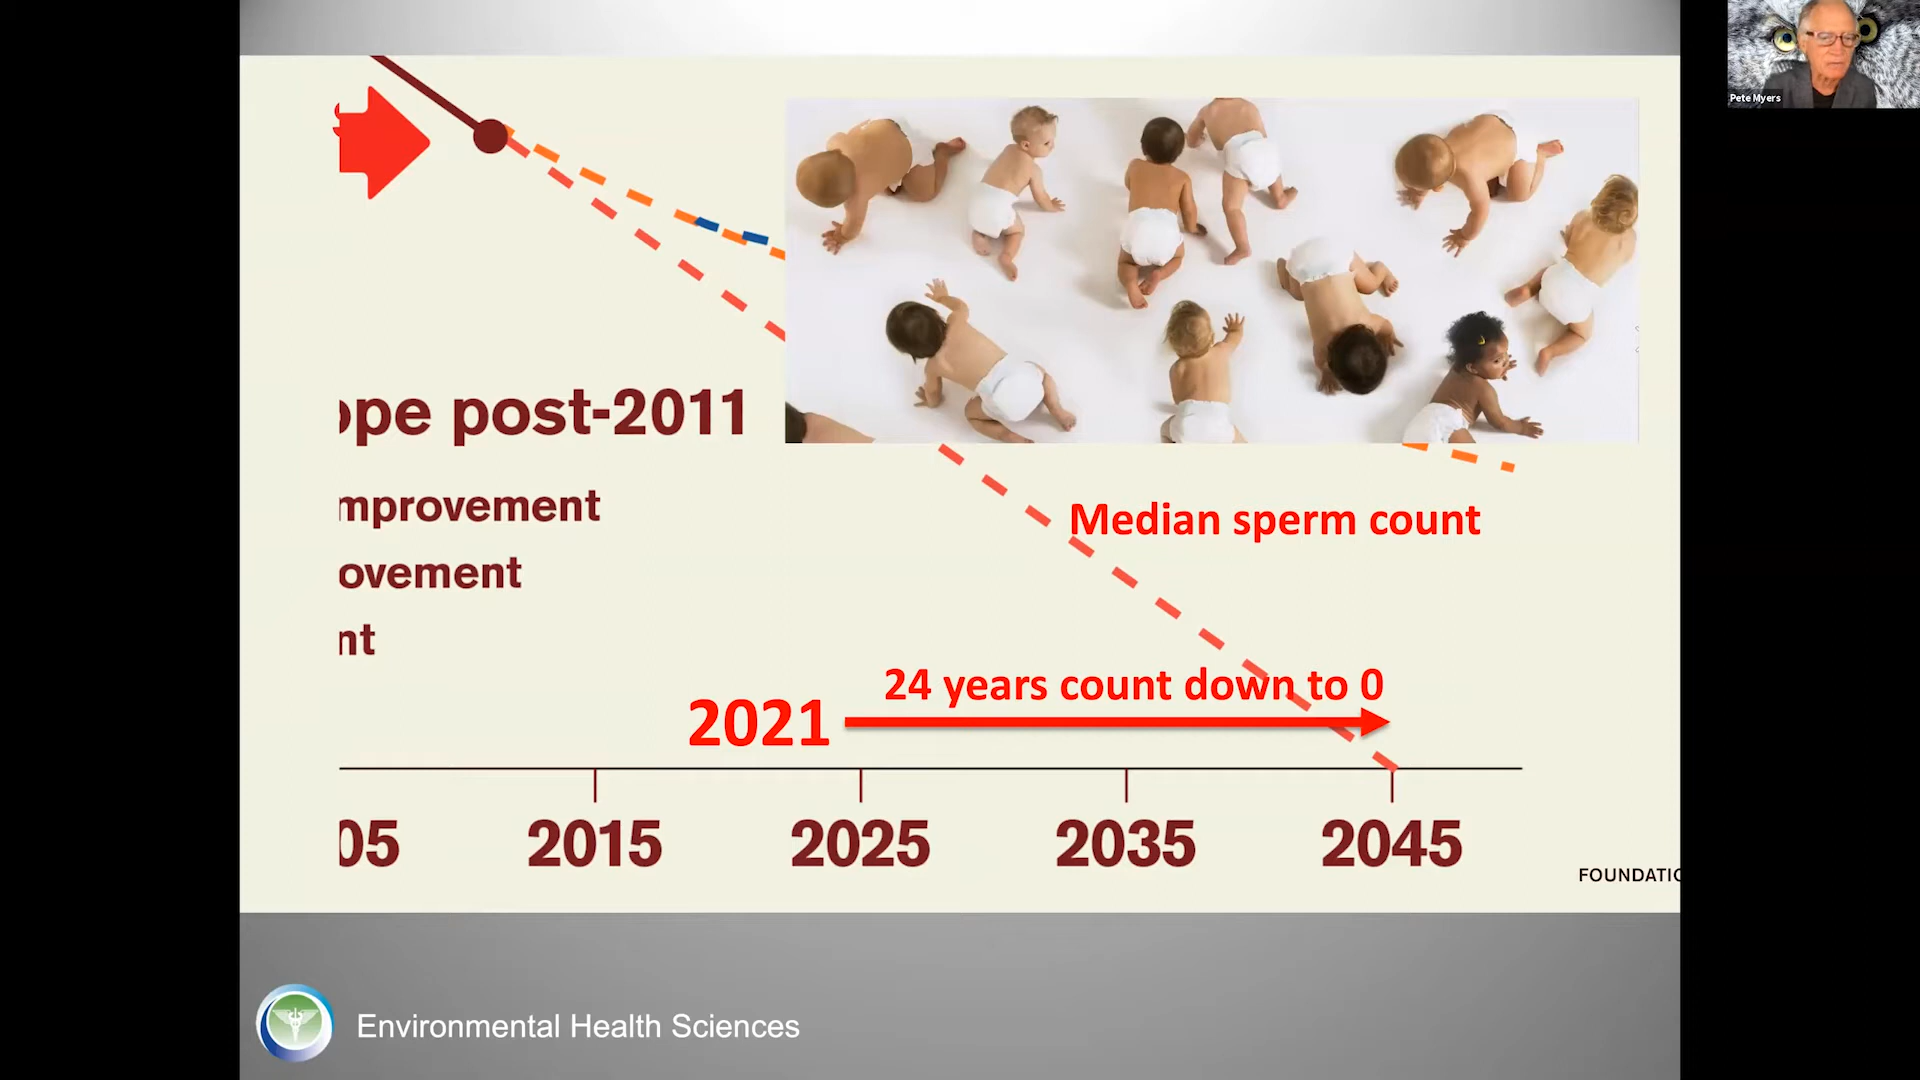 Pete Myers
ope post-2011
mprovement
ovement
nt
Median sperm count
24 years count down to 0
2021
05
2015
2025
2035
2045
FOUNDATIO
Environmental Health Sciences